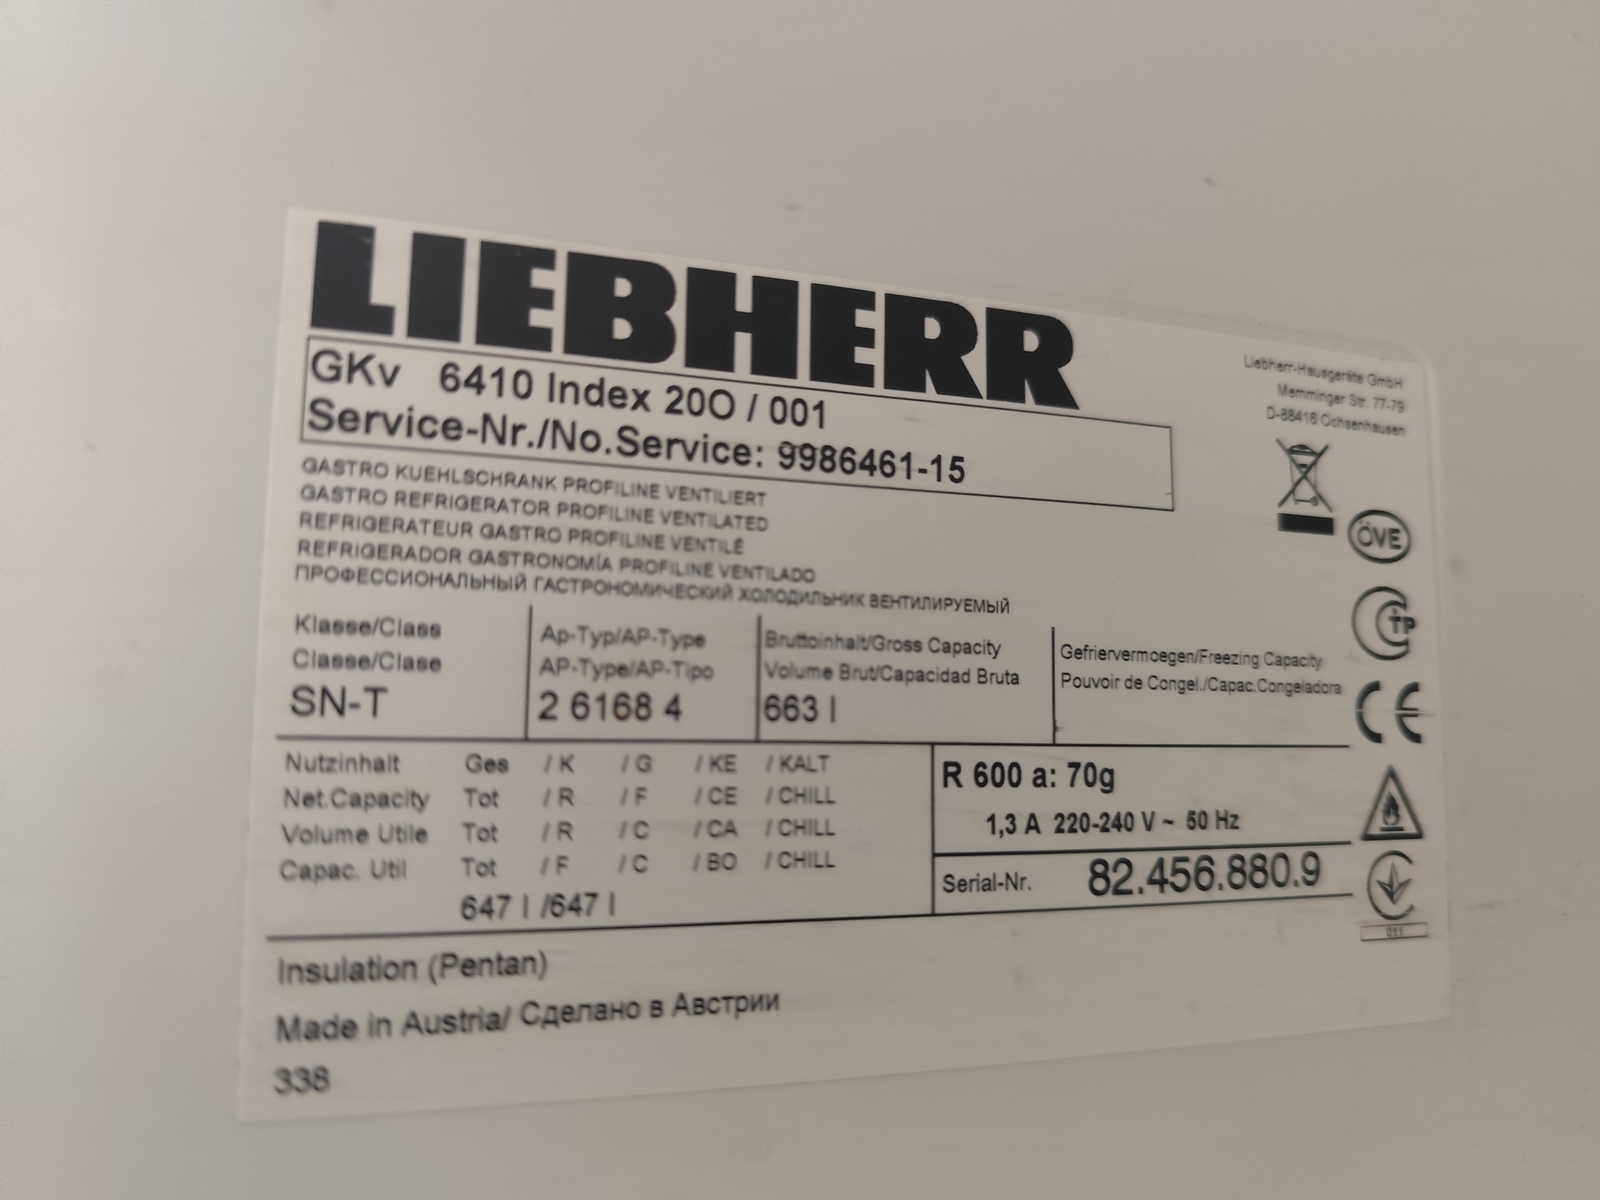 LIEBHERR
GKv 6410 Index 20O / 001
Service-Nr./No.Service: 9986461-15
Liebherr-Hausgeräte GmbH
Memminger Str. 77-79
D-88416 Ochsenhausen
GASTRO KUEHLSCHRANK PROFILINE VENTILIERT
GASTRO REFRIGERATOR PROFILINE VENTILATED
REFRIGERATEUR GASTRO PROFILINE VENTILÉ
REFRIGERADOR GASTRONOMÍA PROFILINE VENTILADO
ПРОФЕССИОНАЛЬНЫЙ ГАСТРОНОМИЧЕСКИЙ ХОЛОДИЛЬНИК ВЕНТИЛИРУЕМЫЙ
ÖVE
Klasse/Class
Classe/Clase
SN-T
Ap-Typ/AP-Type
AP-Type/AP-Tipo
2 6168 4
Bruttoinhalt/Gross Capacity
Volume Brut/Capacidad Bruta
663 l
Gefriervermoegen/Freezing Capacity
Pouvoir de Congel./Capac.Congeladora
CTP
CE
Nutzinhalt Ges / K / G / KE / KALT
Net.Capacity Tot / R / F / CE / CHILL
Volume Utile Tot / R / C / CA / CHILL
Capac. Util Tot / F / C / BO / CHILL
647 l /647 l
R 600 a: 70g
1,3 A 220-240 V ~ 50 Hz
Serial-Nr. 82.456.880.9
011
Insulation (Pentan)
Made in Austria/ Сделано в Австрии
338